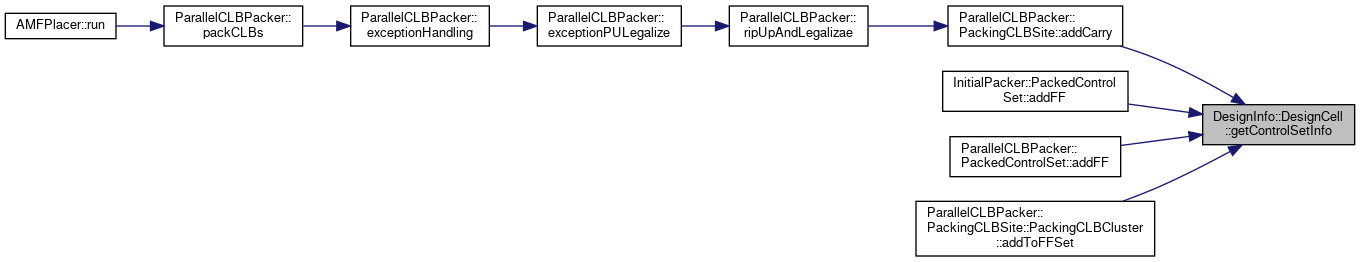 AMFPlacer::run
ParallelCLBPacker::
packCLBs
ParallelCLBPacker::
exceptionHandling
ParallelCLBPacker::
exceptionPULegalize
ParallelCLBPacker::
ripUpAndLegalizae
ParallelCLBPacker::
PackingCLBSite::addCarry
InitialPacker::PackedControl
Set::addFF
ParallelCLBPacker::
PackedControlSet::addFF
ParallelCLBPacker::
PackingCLBSite::PackingCLBCluster
::addToFFSet
DesignInfo::DesignCell
::getControlSetInfo